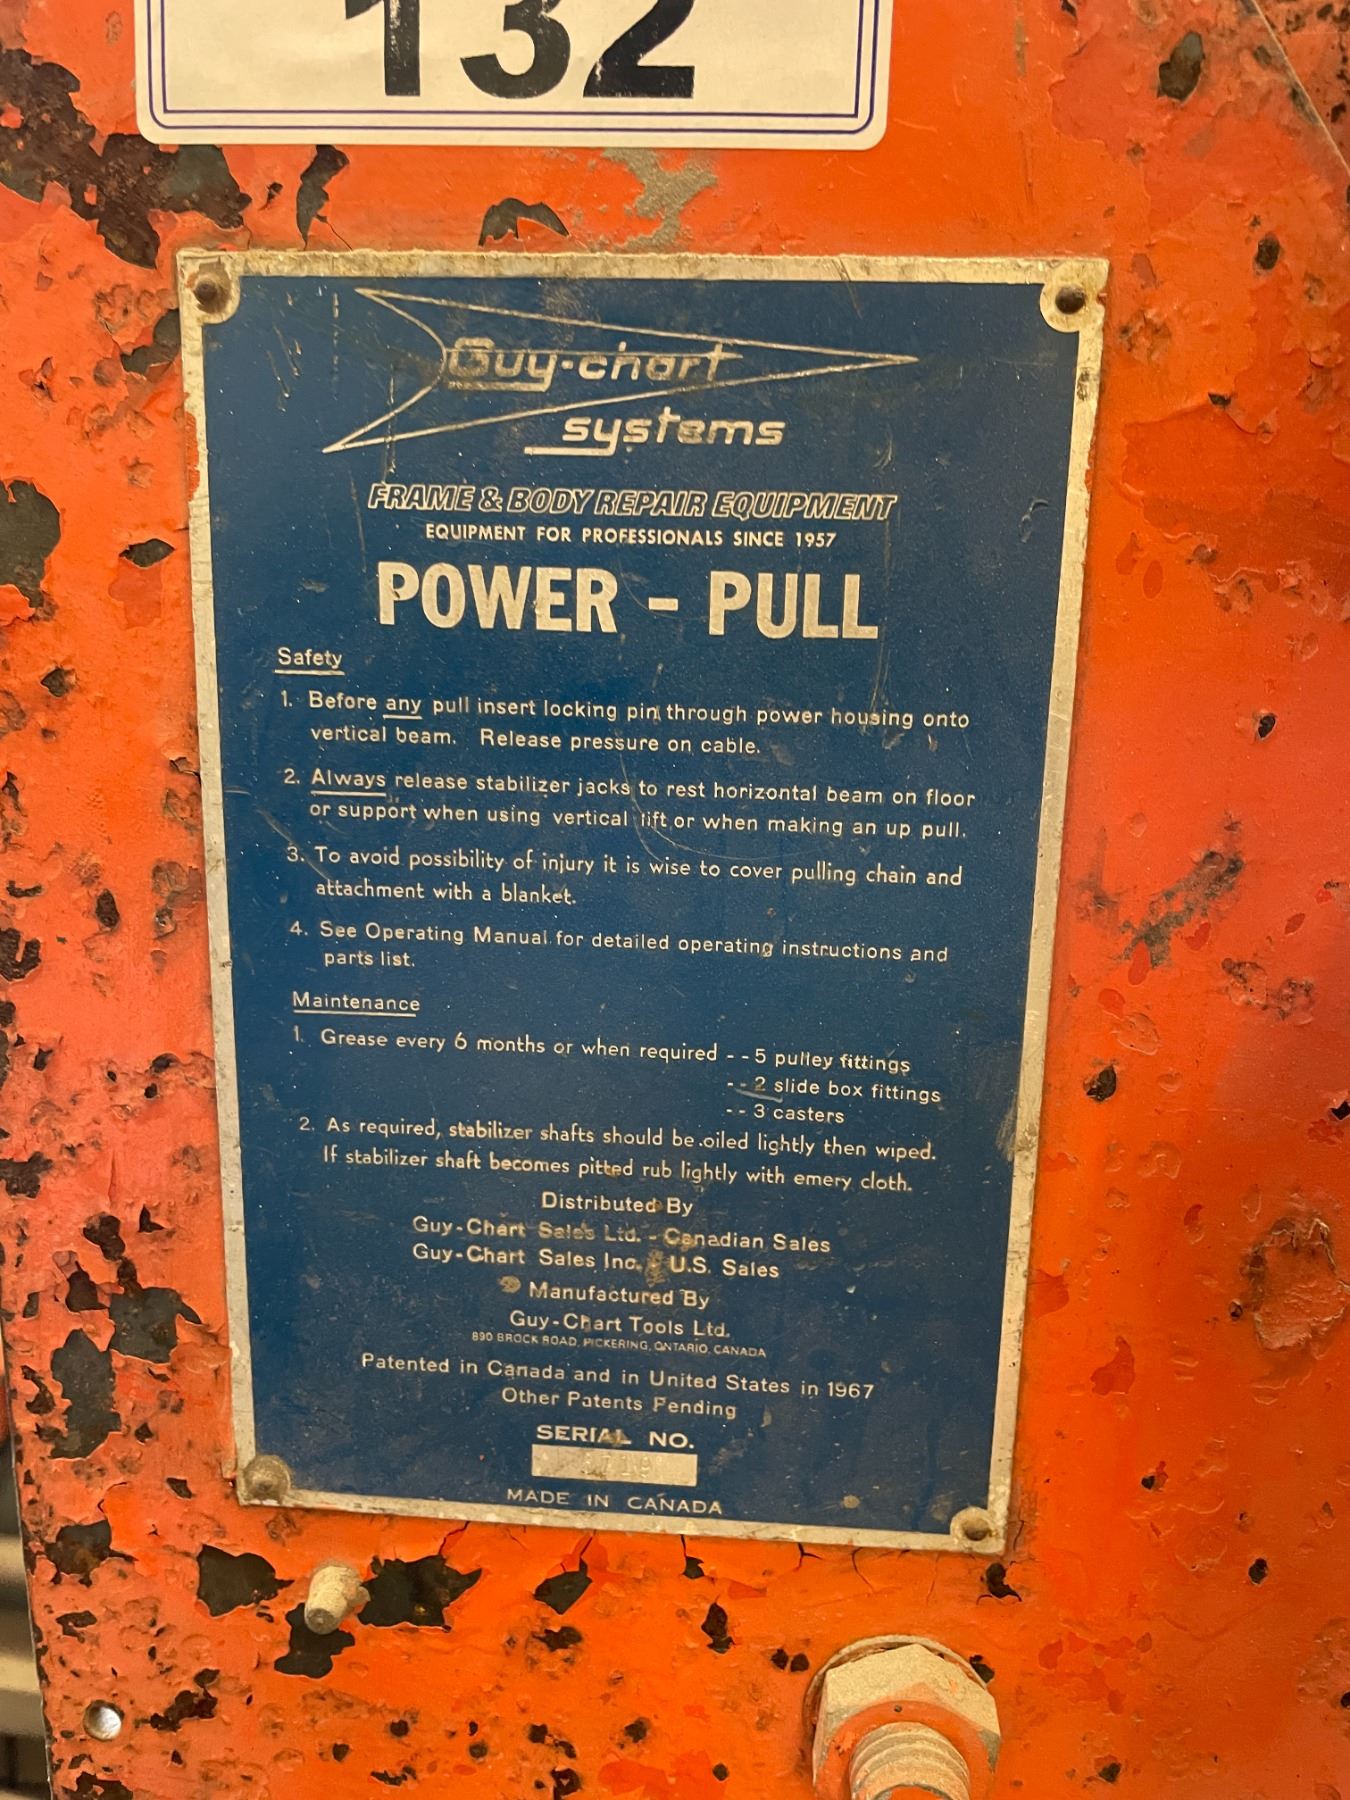 132
Guy-chart
systems
FRAME & BODY REPAIR EQUIPMENT
EQUIPMENT FOR PROFESSIONALS SINCE 1957
POWER - PULL
Safety
1. Before any pull insert locking pin through power housing onto
vertical beam. Release pressure on cable.
2. Always release stabilizer jacks to rest horizontal beam on floor
or support when using vertical lift or when making an up pull.
3. To avoid possibility of injury it is wise to cover pulling chain and
attachment with a blanket.
4. See Operating Manual for detailed operating instructions and
parts list.
Maintenance
1. Grease every 6 months or when required - - 5 pulley fittings
- - 2 slide box fittings
- - 3 casters
2. As required, stabilizer shafts should be oiled lightly then wiped.
If stabilizer shaft becomes pitted rub lightly with emery cloth.
Distributed By
Guy-Chart Sales Ltd. - Canadian Sales
Guy-Chart Sales Inc. - U.S. Sales
Manufactured By
Guy-Chart Tools Ltd.
890 BROCK ROAD, PICKERING, ONTARIO, CANADA
Patented in Canada and in United States in 1967
Other Patents Pending
SERIAL NO.
MADE IN CANADA